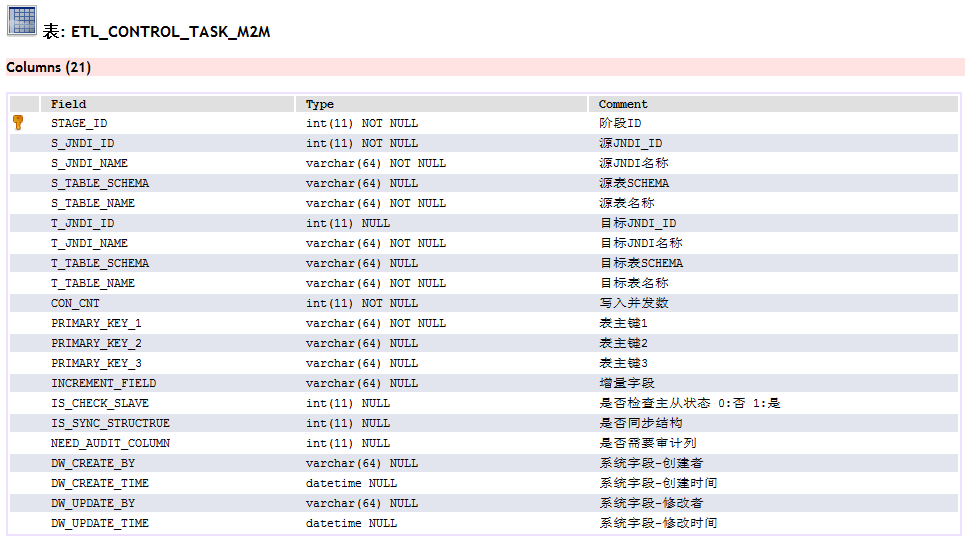 表: ETL_CONTROL_TASK_M2M
Columns (21)
Field Type Comment
STAGE_ID int(11) NOT NULL 阶段ID
S_JNDI_ID int(11) NOT NULL 源JNDI_ID
S_JNDI_NAME varchar(64) NOT NULL 源JNDI名称
S_TABLE_SCHEMA varchar(64) NULL 源表SCHEMA
S_TABLE_NAME varchar(64) NOT NULL 源表名称
T_JNDI_ID int(11) NULL 目标JNDI_ID
T_JNDI_NAME varchar(64) NOT NULL 目标JNDI名称
T_TABLE_SCHEMA varchar(64) NULL 目标表SCHEMA
T_TABLE_NAME varchar(64) NOT NULL 目标表名称
CON_CNT int(11) NOT NULL 写入并发数
PRIMARY_KEY_1 varchar(64) NOT NULL 表主键1
PRIMARY_KEY_2 varchar(64) NULL 表主键2
PRIMARY_KEY_3 varchar(64) NULL 表主键3
INCREMENT_FIELD varchar(64) NULL 增量字段
IS_CHECK_SLAVE int(11) NULL 是否检查主从状态 0:否 1:是
IS_SYNC_STRUCTRUE int(11) NULL 是否同步结构
NEED_AUDIT_COLUMN int(11) NULL 是否需要审计列
DW_CREATE_BY varchar(64) NULL 系统字段-创建者
DW_CREATE_TIME datetime NULL 系统字段-创建时间
DW_UPDATE_BY varchar(64) NULL 系统字段-修改者
DW_UPDATE_TIME datetime NULL 系统字段-修改时间